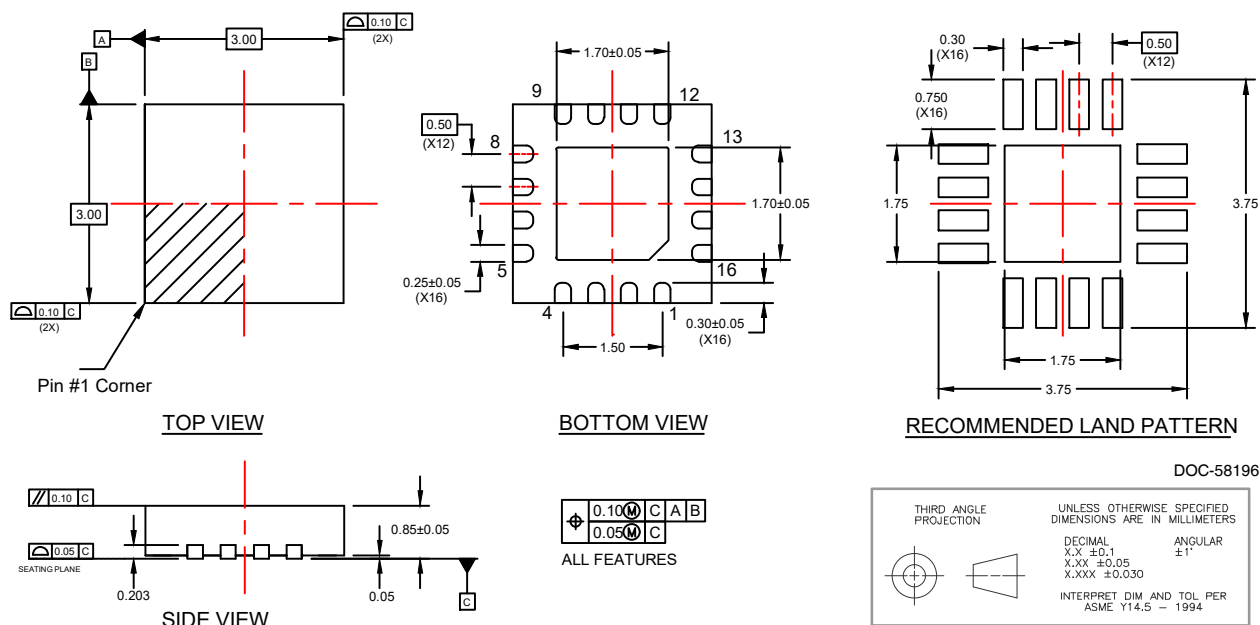 0.10 C
(2X)
A
3.00
B
3.00
0.10 C
(2X)
Pin #1 Corner
TOP VIEW
1.70±0.05
9
12
0.50
(X12)
8
13
1.70±0.05
5
16
0.25±0.05
(X16)
4
1
0.30±0.05
(X16)
1.50
BOTTOM VIEW
0.30
(X16)
0.50
(X12)
0.750
(X16)
1.75
3.75
1.75
3.75
RECOMMENDED LAND PATTERN
DOC-58196
// 0.10 C
0.85±0.05
0.05 C
SEATING PLANE
0.203
0.05
C
SIDE VIEW
0.10 Ⓜ C A B
0.05 Ⓜ C
ALL FEATURES
THIRD ANGLE
PROJECTION
UNLESS OTHERWISE SPECIFIED
DIMENSIONS ARE IN MILLIMETERS
DECIMAL ANGULAR
X.X ±0.1 ±1°
X.XX ±0.05
X.XXX ±0.030
INTERPRET DIM AND TOL PER
ASME Y14.5 – 1994